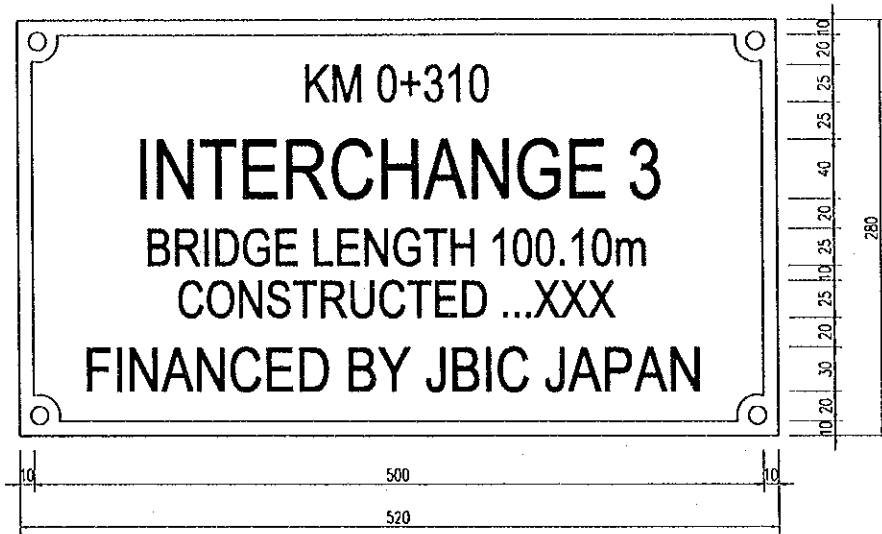 KM 0+310
INTERCHANGE 3
BRIDGE LENGTH 100.10m
CONSTRUCTED ...XXX
FINANCED BY JBIC JAPAN
10
20
25
25
40
20
25
10
25
20
30
20
10
280
10 500 10
520